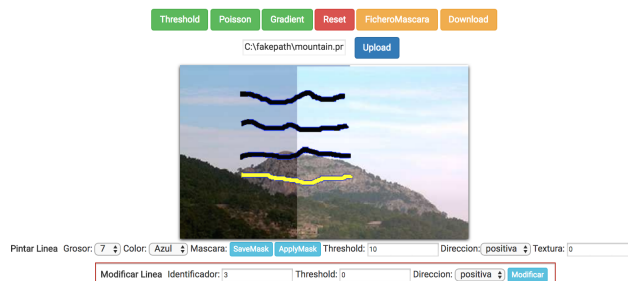 Threshold Poisson Gradient Reset FicheroMascara Download
C:\fakepath\mountain.pr Upload
Pintar Linea Grosor: 7 Color: Azul Mascara: SaveMask ApplyMask Threshold: 10 Direccion: positiva Textura: 0
Modificar Linea Identificador: 3 Threshold: 0 Direccion: positiva Modificar